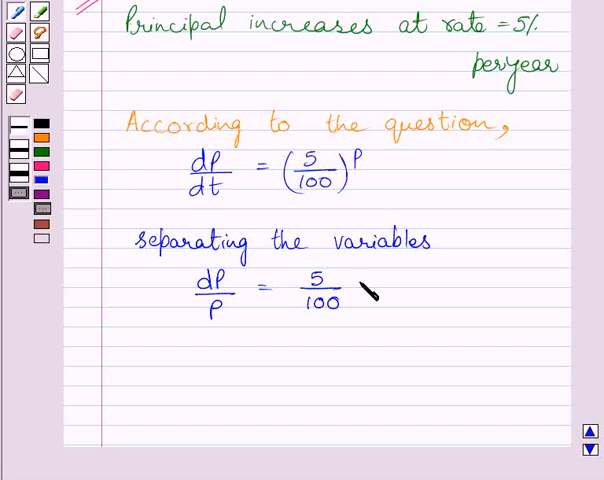 Principal increases at rate = 5%
per year
According to the question,
dP/dt = (5/100) P
separating the variables
dP/P = 5/100